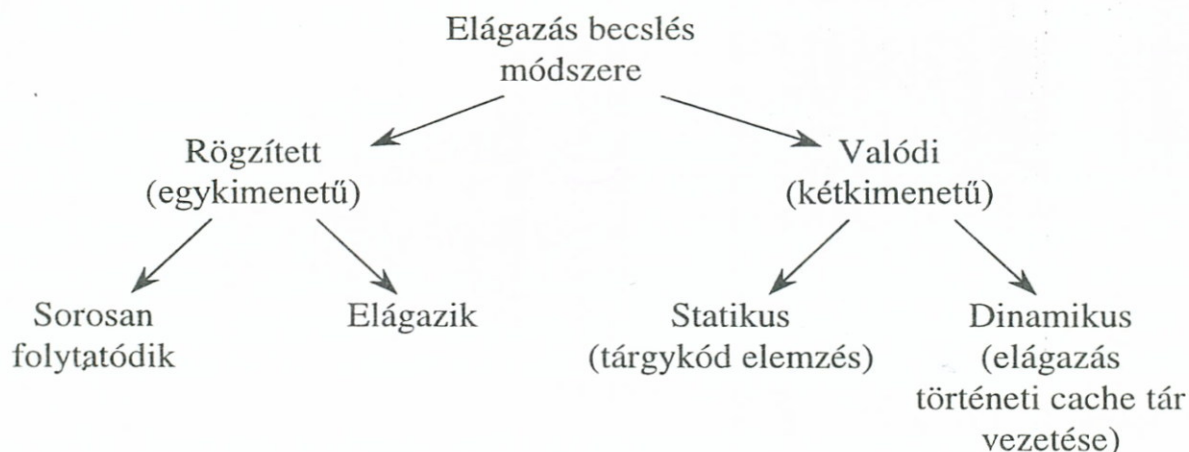 Elágazás becslés
módszere
Rögzített
(egykimenetű)
Valódi
(kétkimenetű)
Sorosan
folytatódik
Elágazik
Statikus
(tárgykód elemzés)
Dinamikus
(elágazás
történeti cache tár
vezetése)